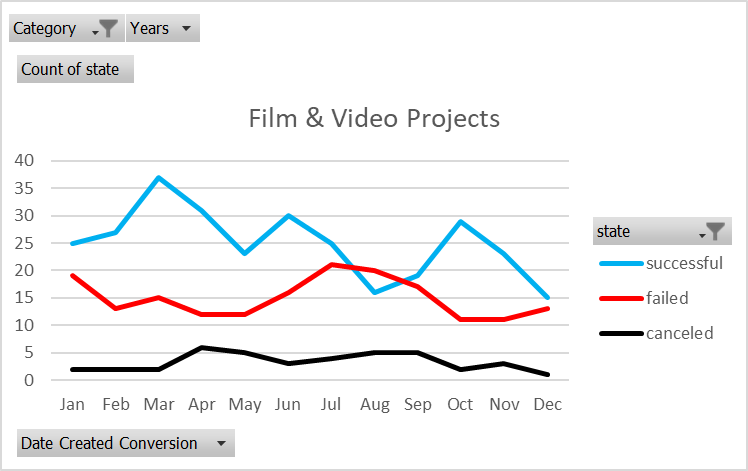 Category Years
Count of state
Film & Video Projects
40
35
30
25
20
15
10
5
0
Jan Feb Mar Apr May Jun Jul Aug Sep Oct Nov Dec
state
successful
failed
canceled
Date Created Conversion